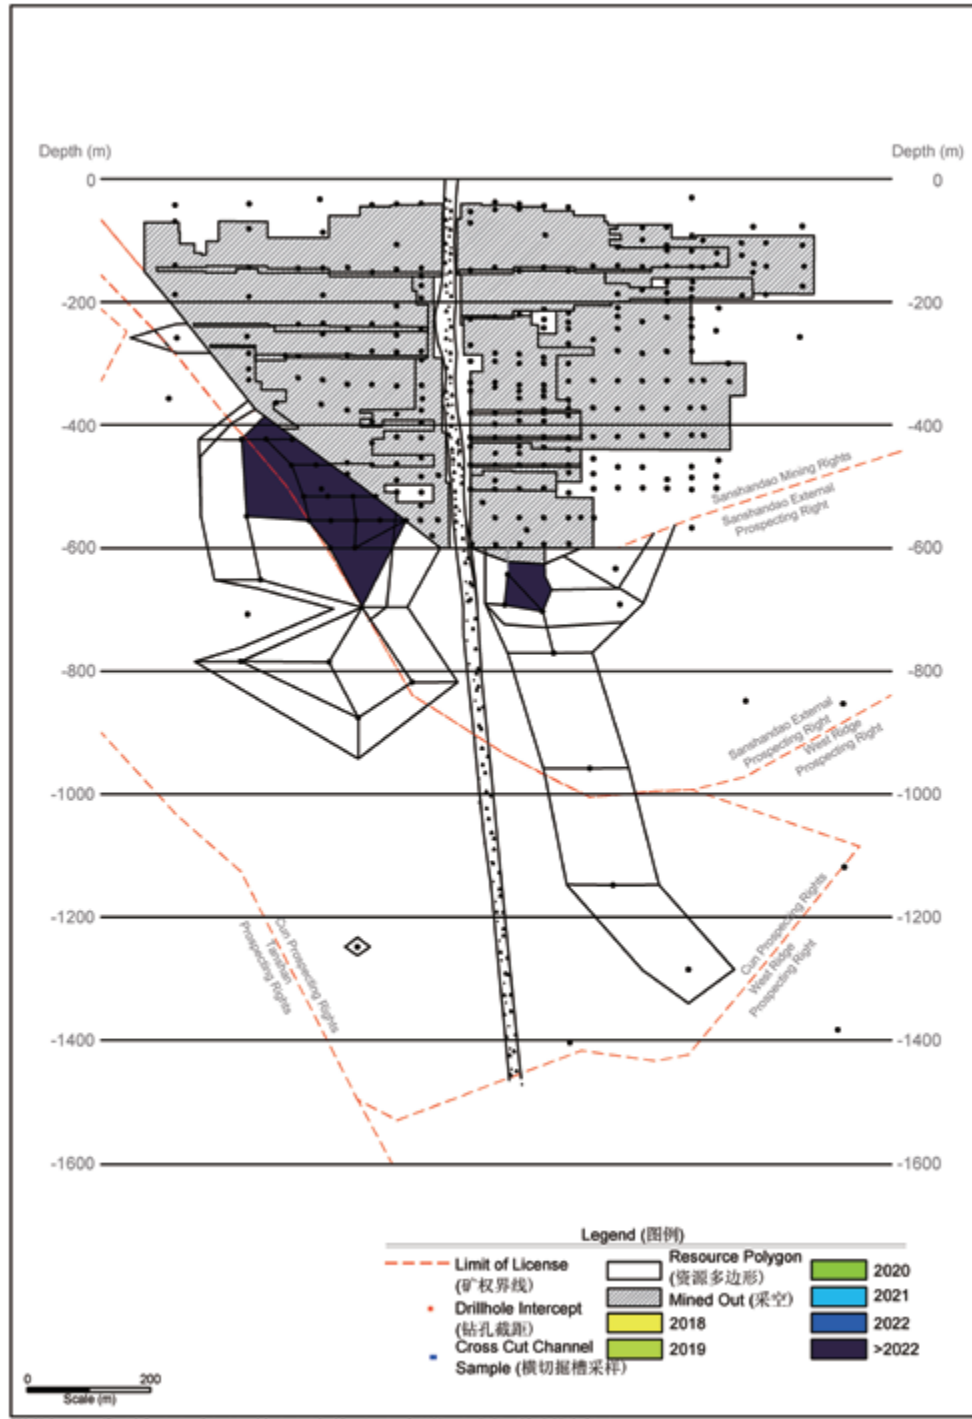 Depth (m)
Depth (m)
0
0
-200
-200
-400
-400
Sanshandao Mining Rights
Sanshandao External
Prospecting Right
-600
-600
-800
-800
Sanshandao External
Prospecting Right
West Ridge
Prospecting Right
-1000
-1000
-1200
-1200
Cun Prospecting Rights
Tanshan
Prospecting Rights
Cun Prospecting Rights
West Ridge
Prospecting Right
-1400
-1400
-1600
-1600
Legend (图例)
Limit of License
(矿权界线)
Drillhole Intercept
(钻孔截距)
Cross Cut Channel
Sample (横切掘槽采样)
Resource Polygon
(资源多边形)
Mined Out (采空)
2018
2019
2020
2021
2022
>2022
0
200
Scale (m)